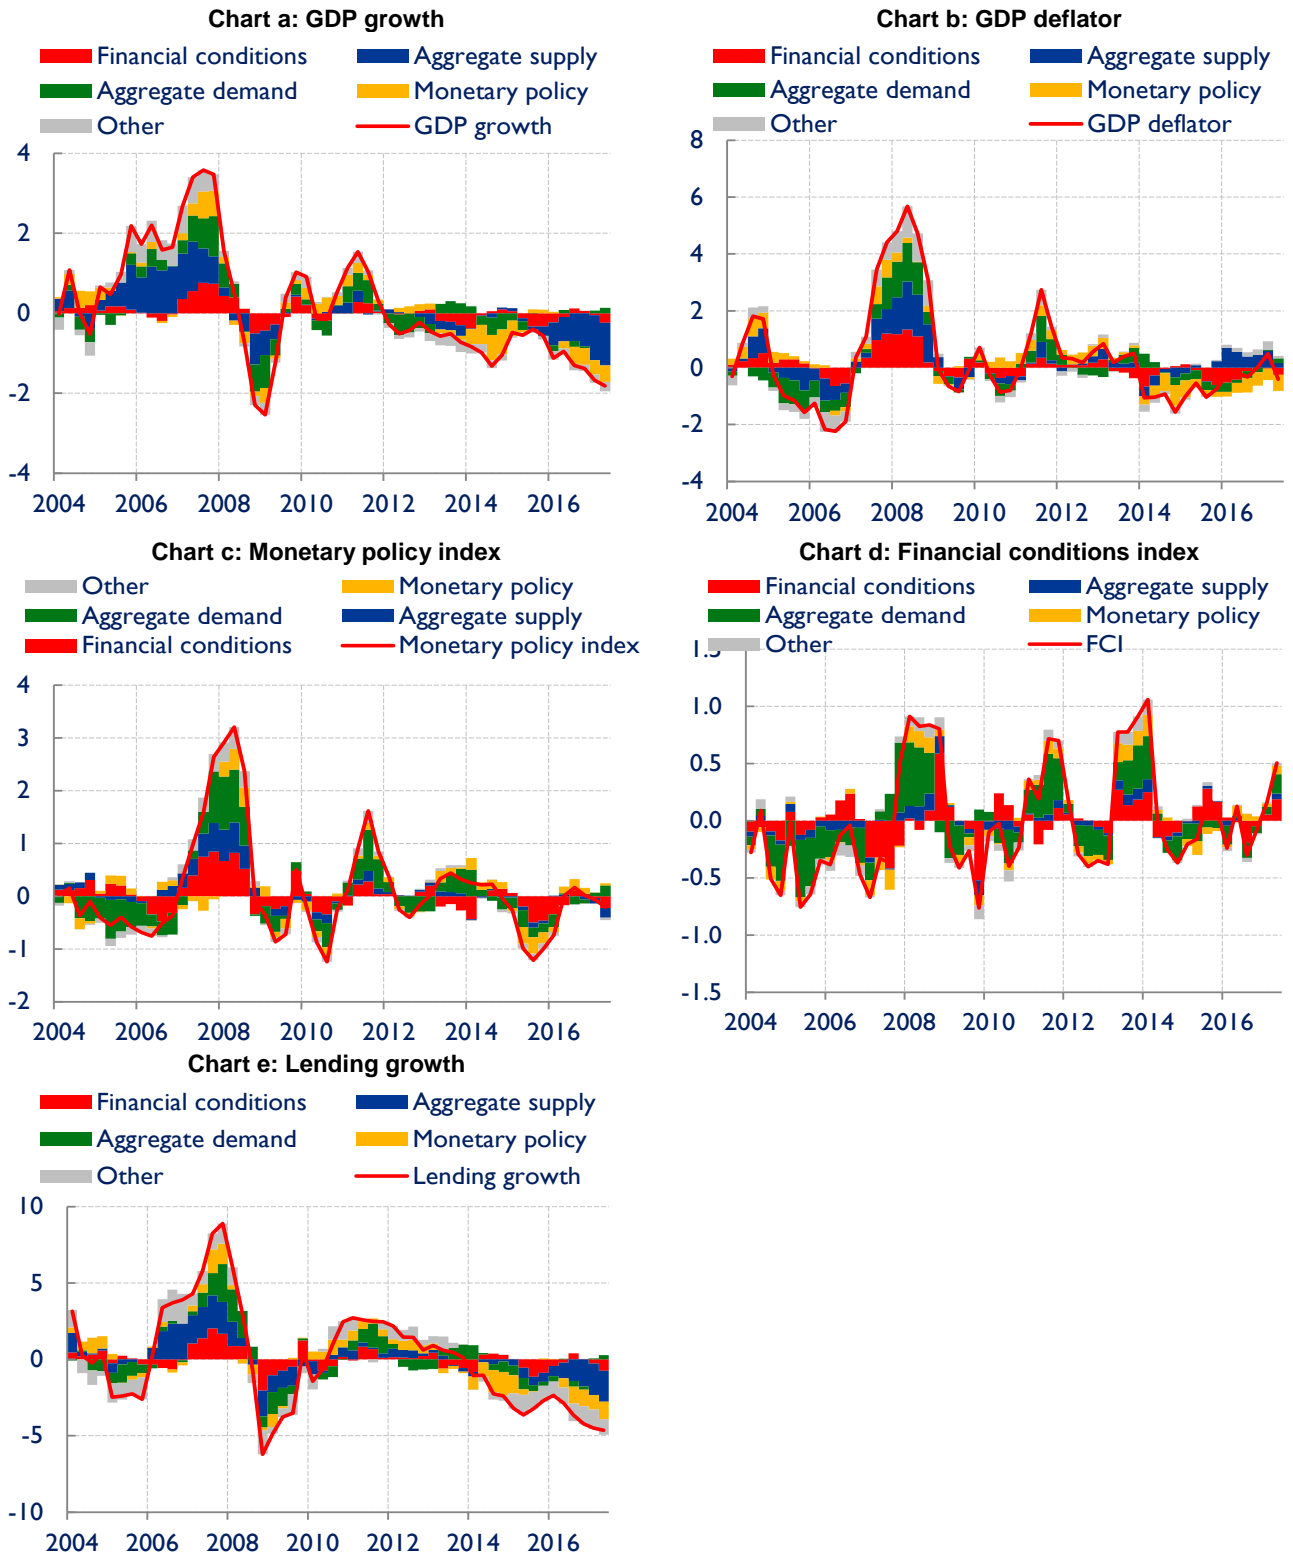 Chart a: GDP growth
Financial conditions Aggregate supply
Aggregate demand Monetary policy
Other GDP growth
4
2
0
-2
-4
2004 2006 2008 2010 2012 2014 2016
Chart b: GDP deflator
Financial conditions Aggregate supply
Aggregate demand Monetary policy
Other GDP deflator
8
6
4
2
0
-2
-4
2004 2006 2008 2010 2012 2014 2016
Chart c: Monetary policy index
Other Monetary policy
Aggregate demand Aggregate supply
Financial conditions Monetary policy index
4
3
2
1
0
-1
-2
2004 2006 2008 2010 2012 2014 2016
Chart d: Financial conditions index
Financial conditions Aggregate supply
Aggregate demand Monetary policy
Other FCI
1.5
1.0
0.5
0.0
-0.5
-1.0
-1.5
2004 2006 2008 2010 2012 2014 2016
Chart e: Lending growth
Financial conditions Aggregate supply
Aggregate demand Monetary policy
Other Lending growth
10
5
0
-5
-10
2004 2006 2008 2010 2012 2014 2016